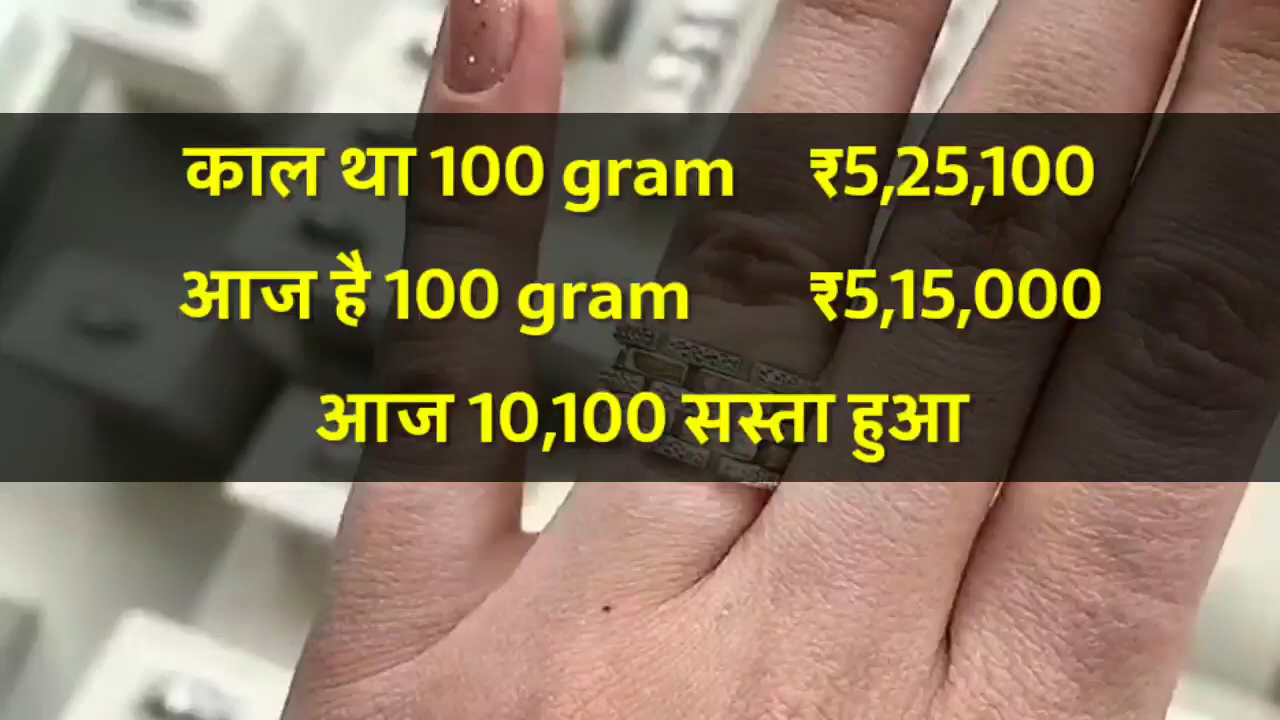 काल था 100 gram ₹5,25,100
आज है 100 gram ₹5,15,000
आज 10,100 सस्ता हुआ